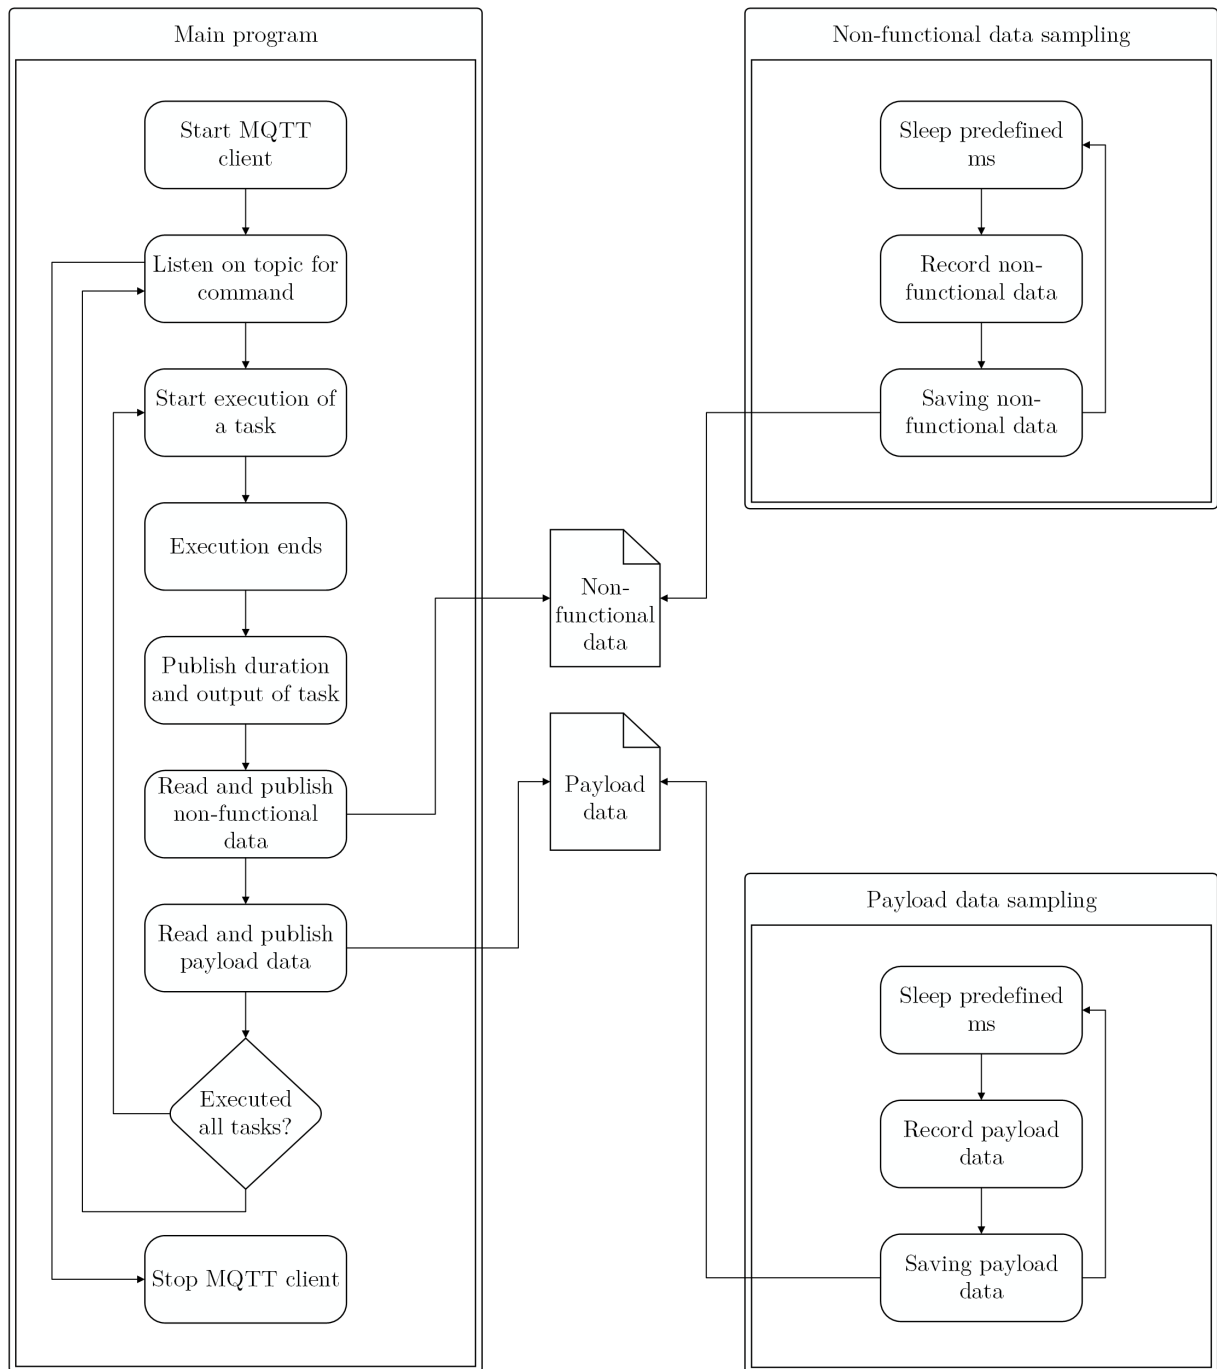 Main program
Start MQTT
client
Listen on topic for
command
Start execution of
a task
Execution ends
Publish duration
and output of task
Read and publish
non-functional
data
Read and publish
payload data
Executed
all tasks?
Stop MQTT client
Non-
functional
data
Payload
data
Non-functional data sampling
Sleep predefined
ms
Record non-
functional data
Saving non-
functional data
Payload data sampling
Sleep predefined
ms
Record payload
data
Saving payload
data